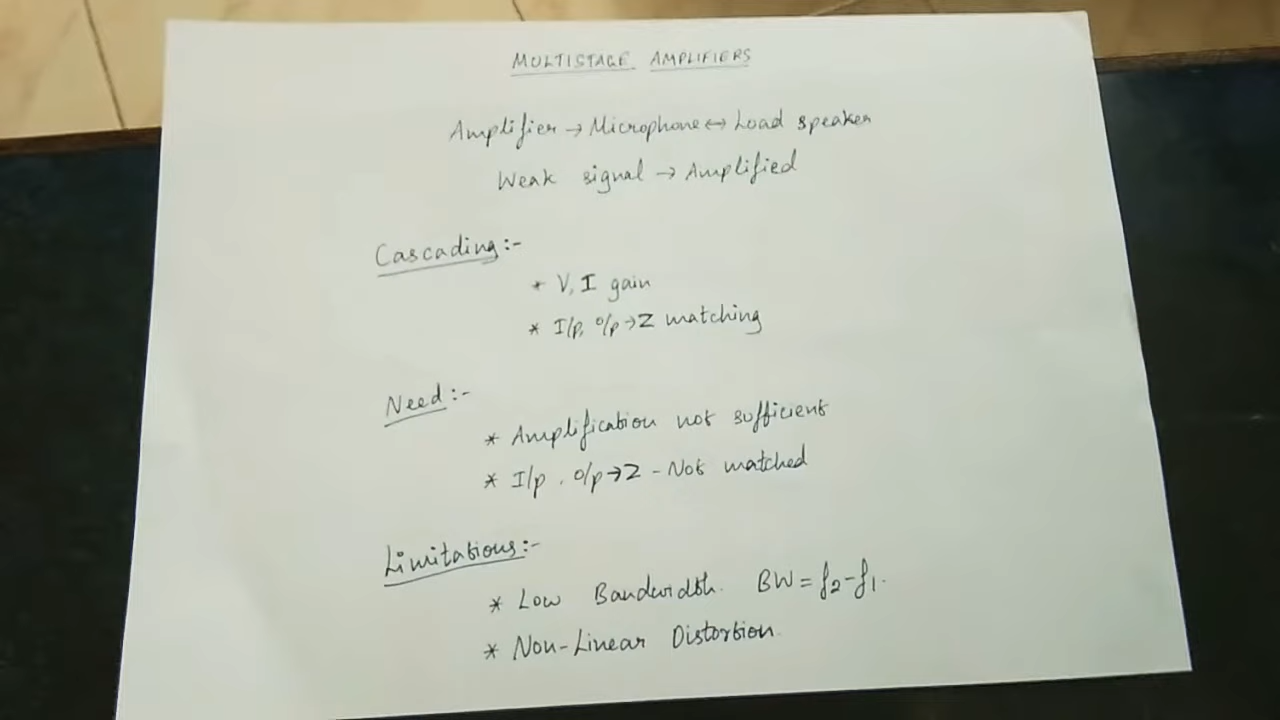 MULTISTAGE AMPLIFIERS
Amplifier → Microphone ↔ Load speaker
Weak signal → Amplified
Cascading:-
* V, I gain
* I/p, o/p → Z matching
Need:-
* Amplification not sufficient
* I/p, o/p → Z - Not matched
Limitations:-
* Low Bandwidth. BW = f2 - f1.
* Non-Linear Distortion.